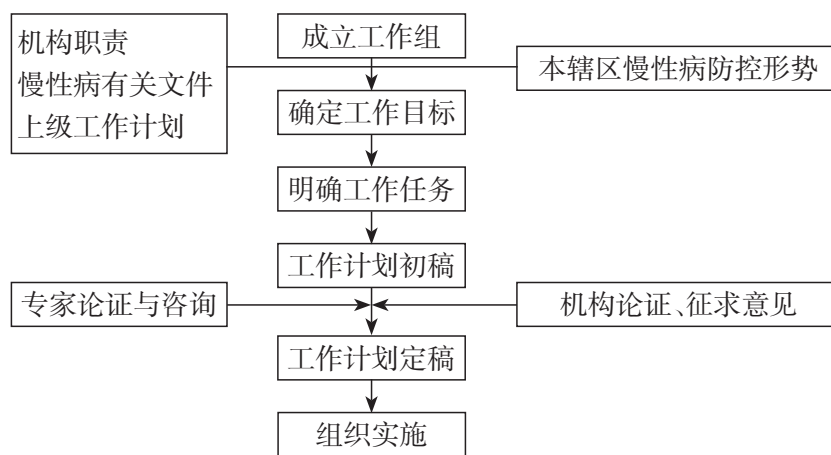 成立工作组
机构职责
慢性病有关文件
上级工作计划
本辖区慢性病防控形势
确定工作目标
明确工作任务
工作计划初稿
专家论证与咨询
机构论证、征求意见
工作计划定稿
组织实施